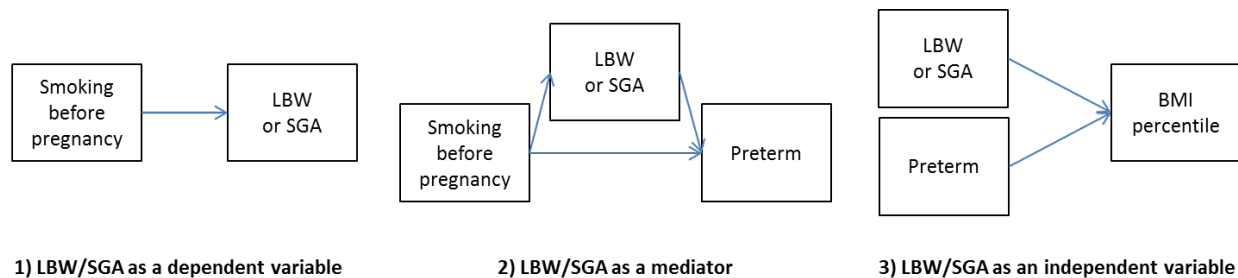 Smoking
before
pregnancy
LBW
or SGA
1) LBW/SGA as a dependent variable
Smoking
before
pregnancy
LBW
or SGA
Preterm
2) LBW/SGA as a mediator
LBW
or SGA
Preterm
BMI
percentile
3) LBW/SGA as an independent variable